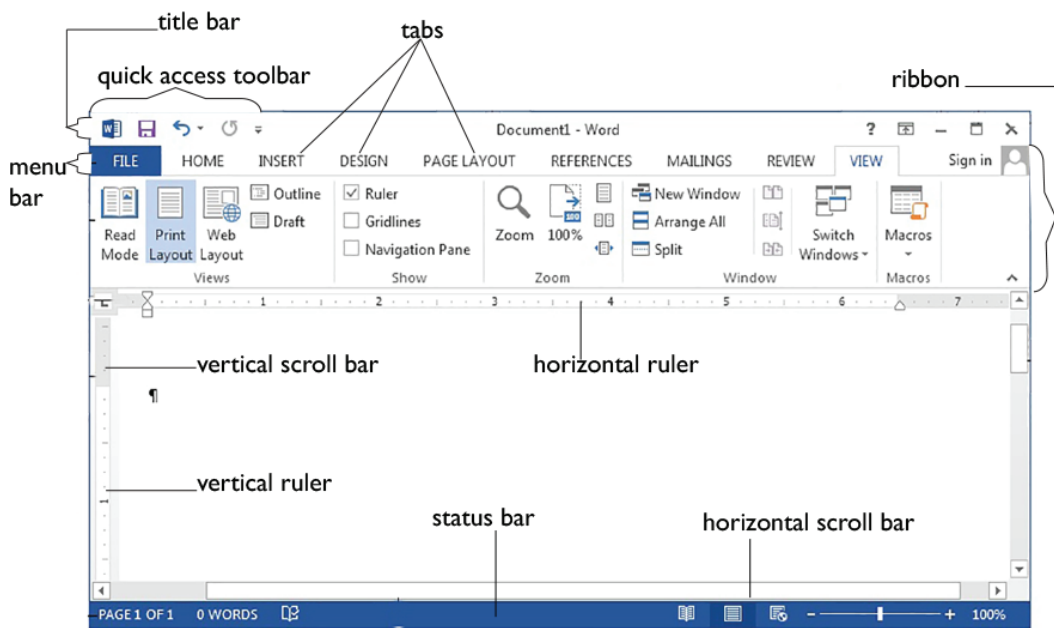 title bar
tabs
quick access toolbar
ribbon
Document1 - Word
?
menu bar
FILE HOME INSERT DESIGN PAGE LAYOUT REFERENCES MAILINGS REVIEW VIEW Sign in
Read Mode
Print Layout
Web Layout
Outline
Draft
Views
Ruler
Gridlines
Navigation Pane
Show
Zoom
100%
100
Zoom
New Window
Arrange All
Split
Switch Windows
Window
Macros
Macros
1 2 3 4 5 6 7
vertical scroll bar
horizontal ruler
¶
vertical ruler
1
status bar
horizontal scroll bar
PAGE 1 OF 1 0 WORDS - + 100%